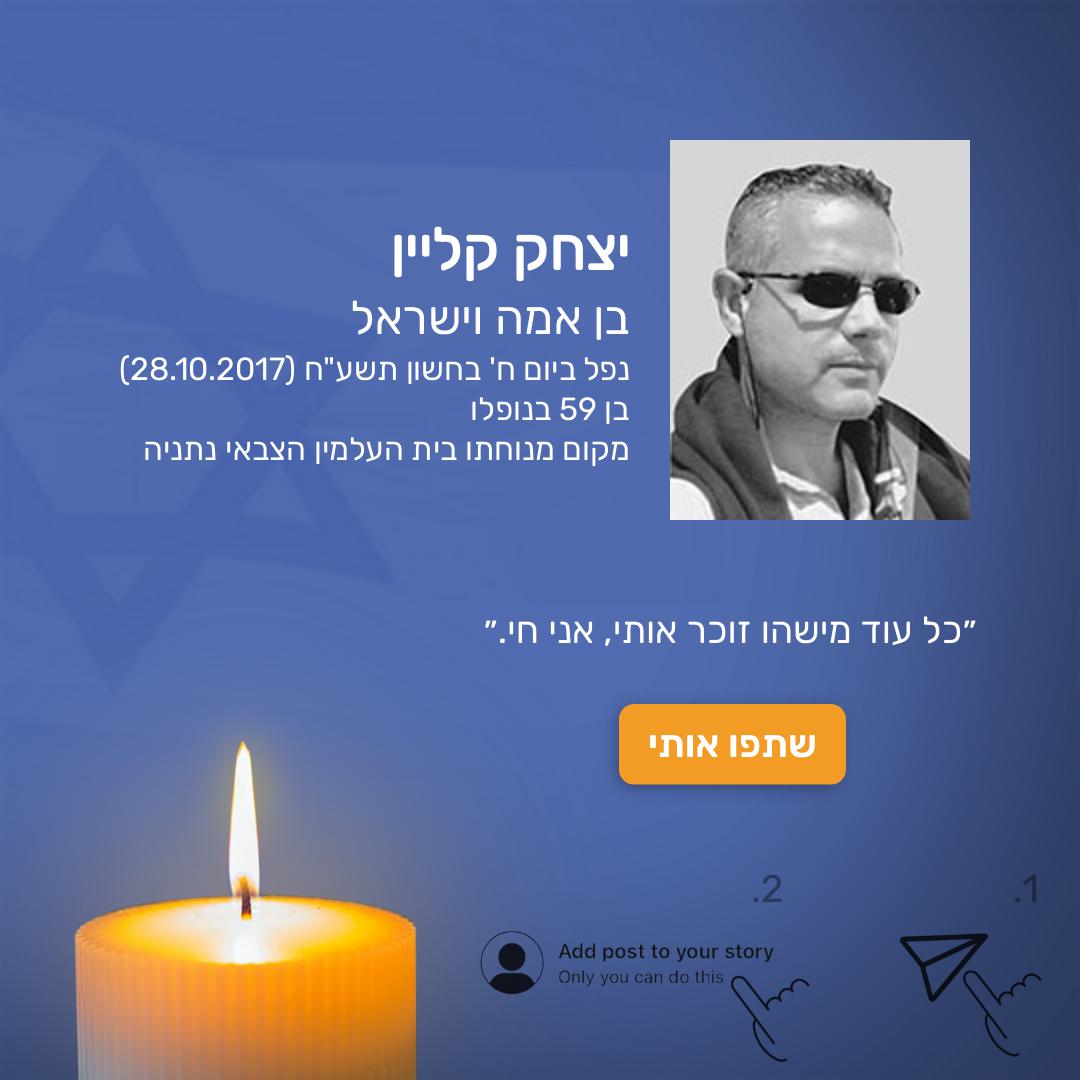 יצחק קליין
בן אמה וישראל
נפל ביום ח' בחשון תשע"ח (28.10.2017)
בן 59 בנופלו
מקום מנוחתו בית העלמין הצבאי נתניה
״כל עוד מישהו זוכר אותי, אני חי.״
שתפו אותי
1.
2.
Add post to your story
Only you can do this